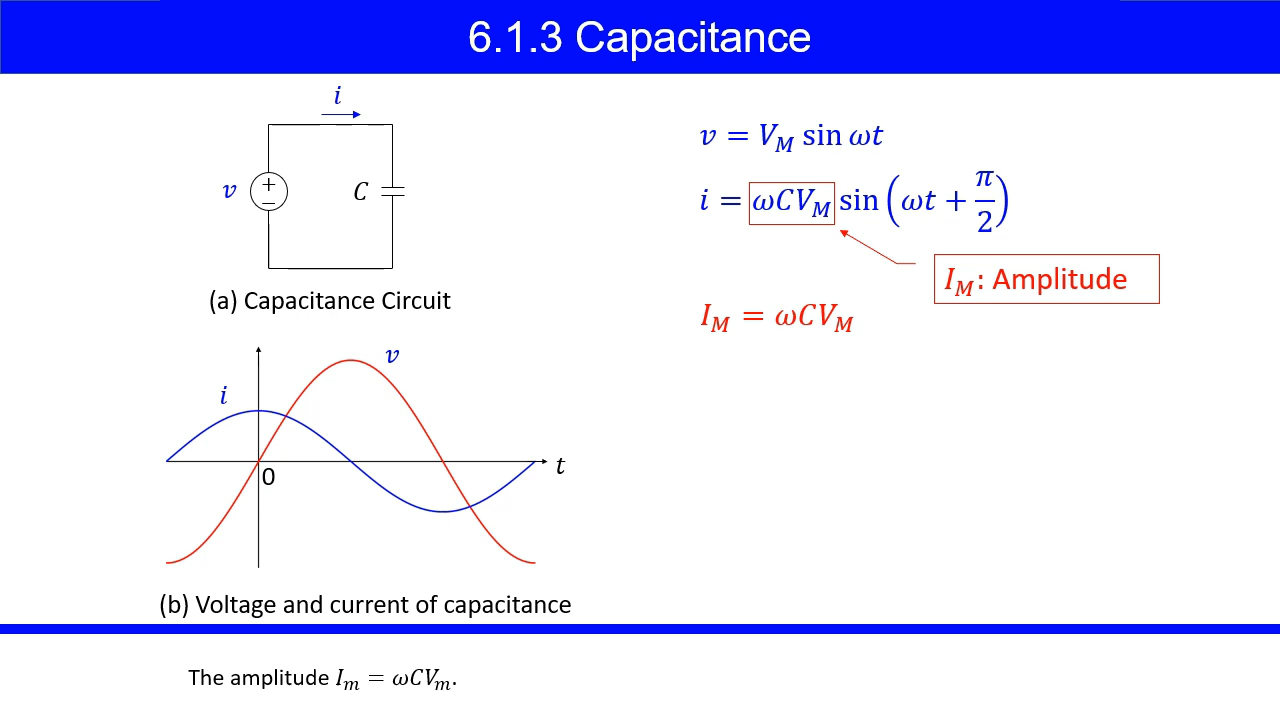 6.1.3 Capacitance
i
v
+
−
C
(a) Capacitance Circuit
v = V_M sin ωt
i = ωCV_M sin (ωt + π/2)
I_M: Amplitude
I_M = ωCV_M
v
i
0
t
(b) Voltage and current of capacitance
The amplitude I_m = ωCV_m.